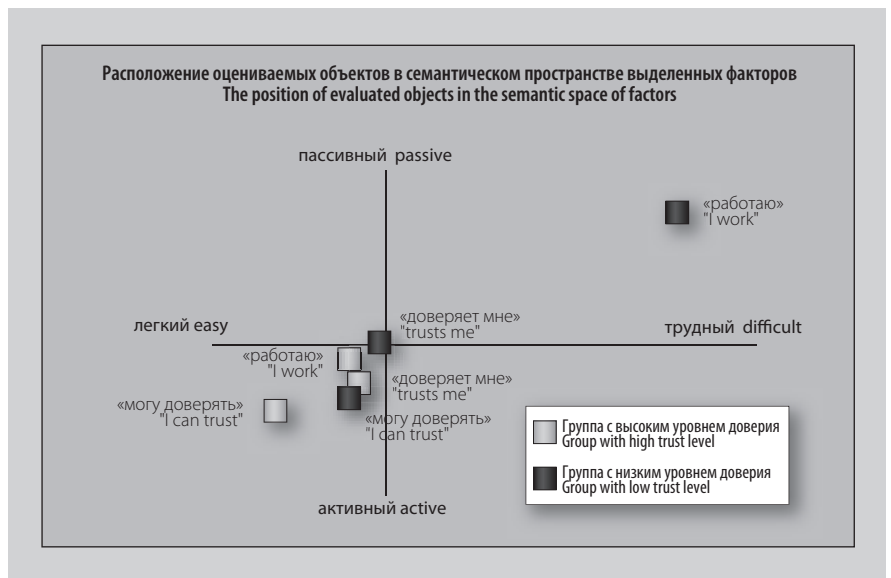 Расположение оцениваемых объектов в семантическом пространстве выделенных факторов
The position of evaluated objects in the semantic space of factors
пассивный passive
«работаю»
"I work"
«доверяет мне»
"trusts me"
легкий easy
трудный difficult
«работаю»
"I work"
«доверяет мне»
"trusts me"
«могу доверять»
"I can trust"
«могу доверять»
"I can trust"
Группа с высоким уровнем доверия
Group with high trust level
Группа с низким уровнем доверия
Group with low trust level
активный active